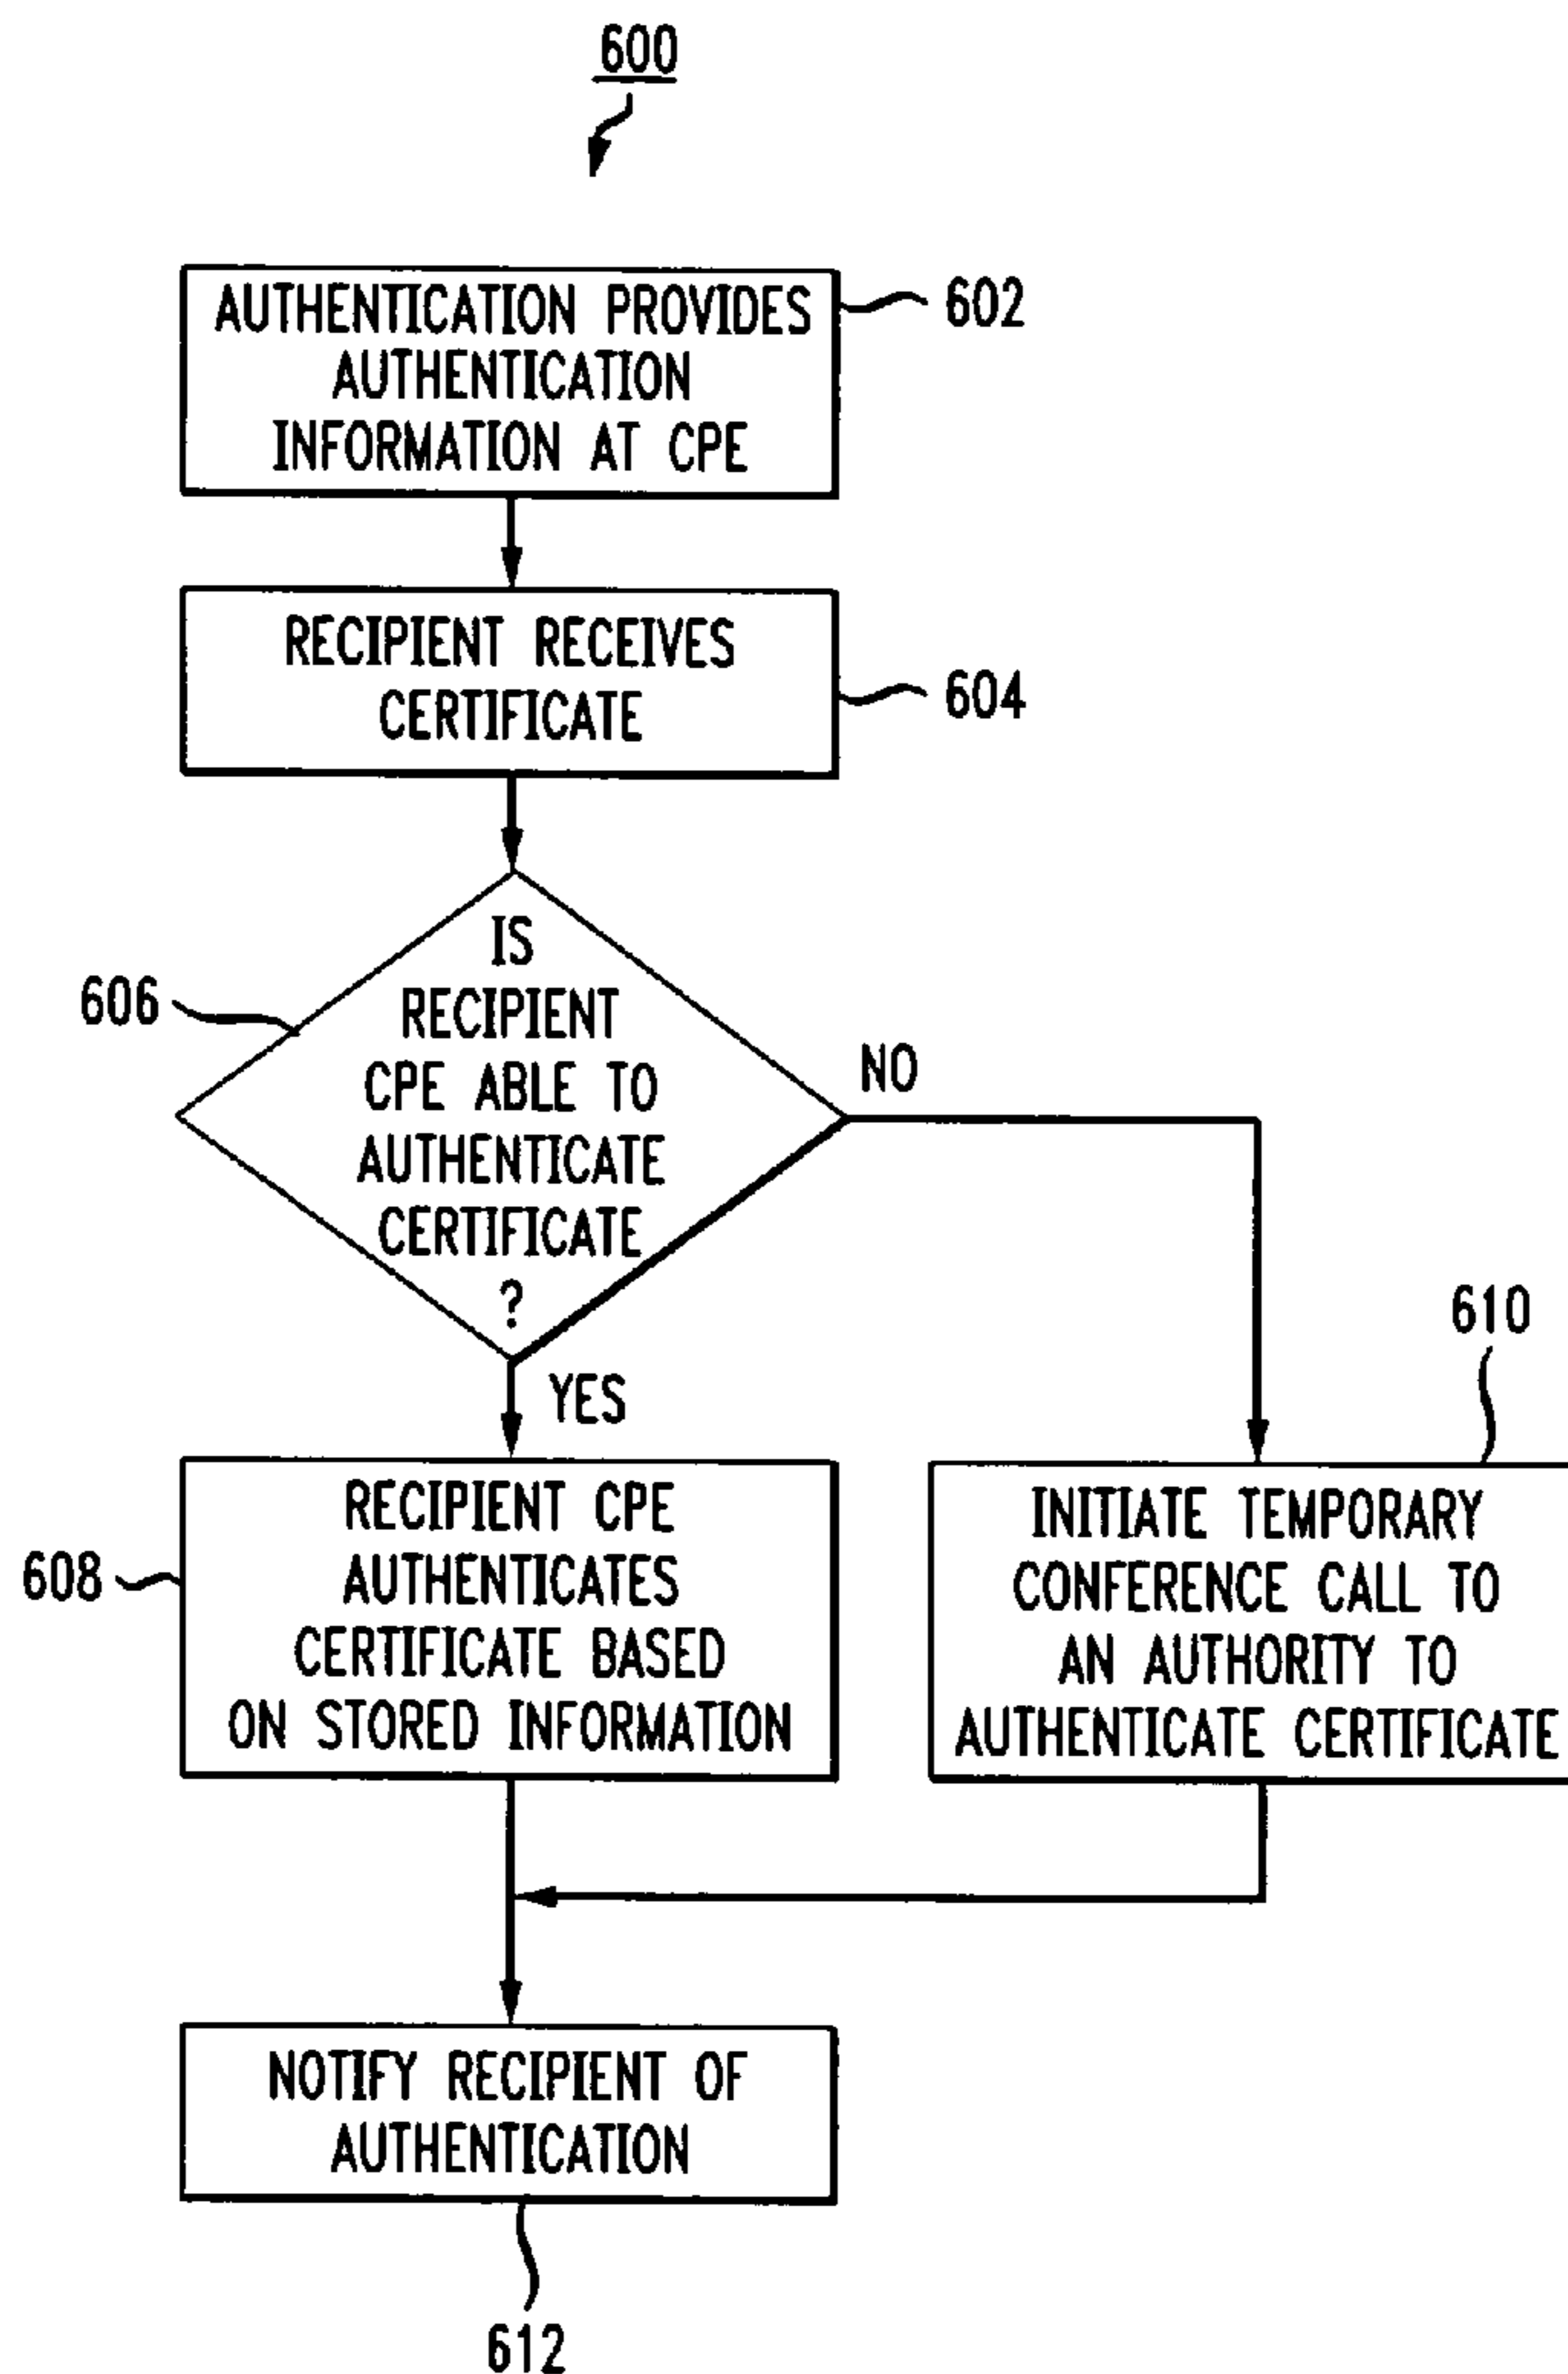 600
AUTHENTICATION PROVIDES
AUTHENTICATION
INFORMATION AT CPE
602
RECIPIENT RECEIVES
CERTIFICATE
604
606
IS
RECIPIENT
CPE ABLE TO
AUTHENTICATE
CERTIFICATE
?
NO
YES
608
RECIPIENT CPE
AUTHENTICATES
CERTIFICATE BASED
ON STORED INFORMATION
610
INITIATE TEMPORARY
CONFERENCE CALL TO
AN AUTHORITY TO
AUTHENTICATE CERTIFICATE
NOTIFY RECIPIENT OF
AUTHENTICATION
612